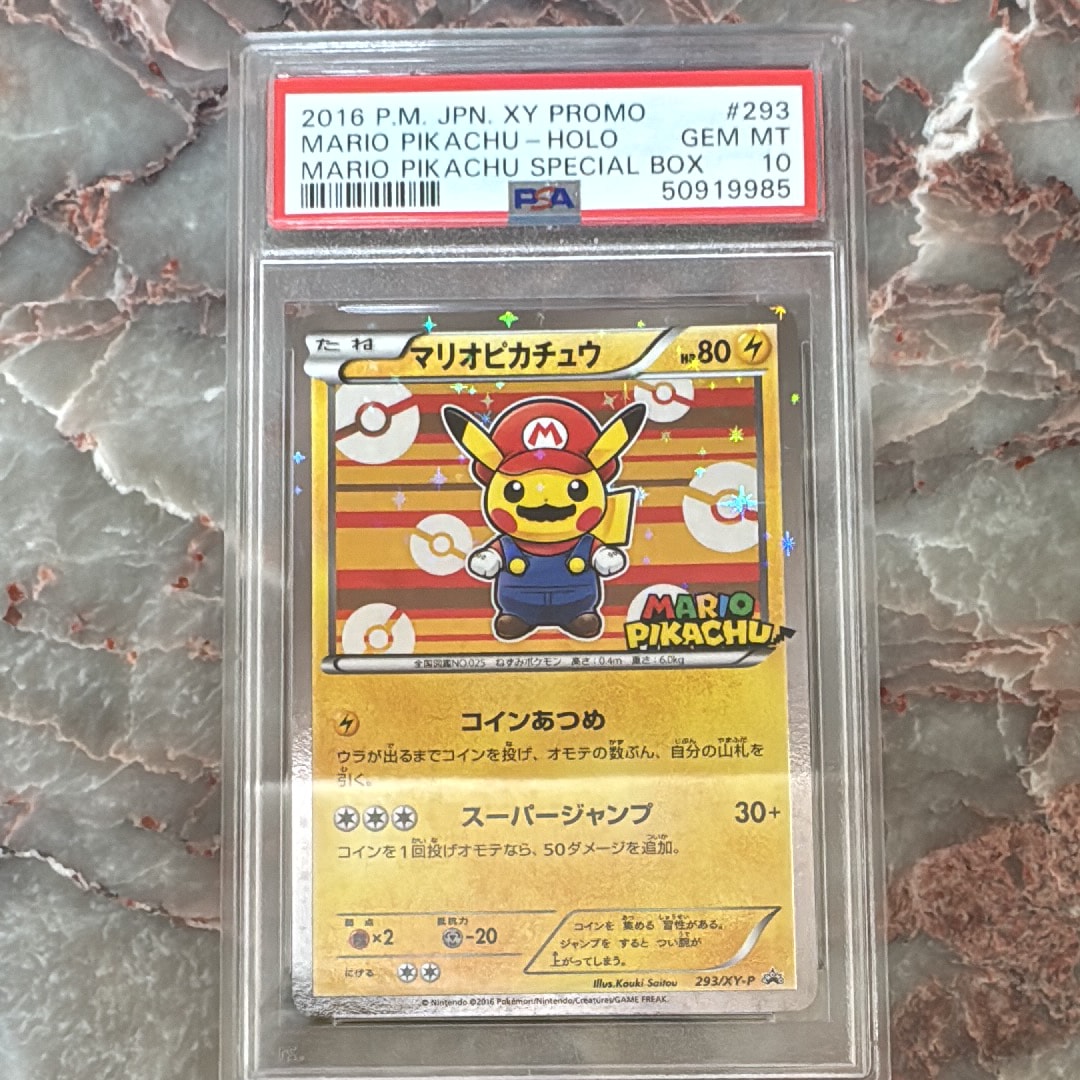 2016 P.M. JPN. XY PROMO #293
MARIO PIKACHU-HOLO GEM MT
MARIO PIKACHU SPECIAL BOX 10
PSA 50919985
たね マリオピカチュウ HP80
M
MARIO
PIKACHU
全国図鑑NO.025 ねずみポケモン 高さ:0.4m 重さ:6.0kg
コインあつめ
ウラが出るまでコインを投げ、オモテの数ぶん、自分の山札を
引く。
スーパージャンプ 30+
コインを1回投げオモテなら、50ダメージを追加。
弱点 抵抗力
×2 -20
にげる
コインを 集める 習性がある。
ジャンプを すると つい腕が
上がってしまう。
Illus.Kouki Saitou 293/XY-P
© Nintendo ©2016 Pokémon/Nintendo/Creatures/GAME FREAK.